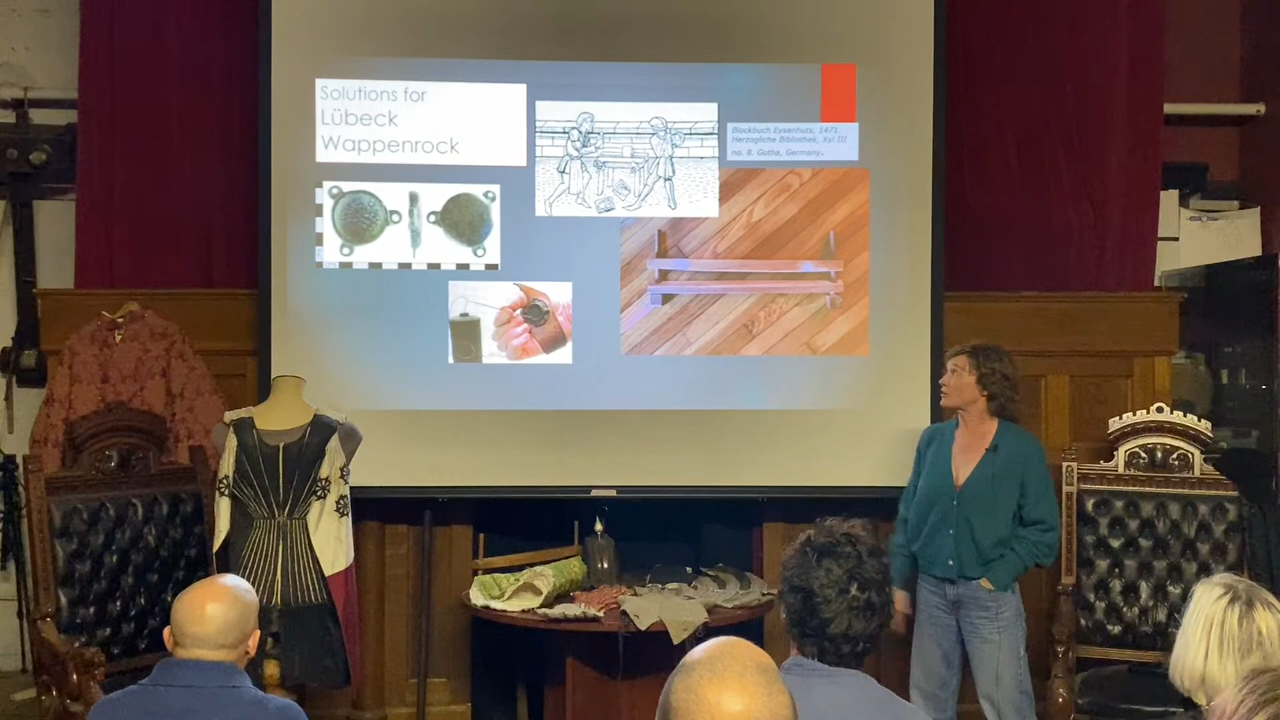 Solutions for
Lübeck
Wappenrock
Blockbuch Eysenhuts, 1471.
Herzogliche Bibliothek, Xyl III
no. 8. Gotha, Germany.